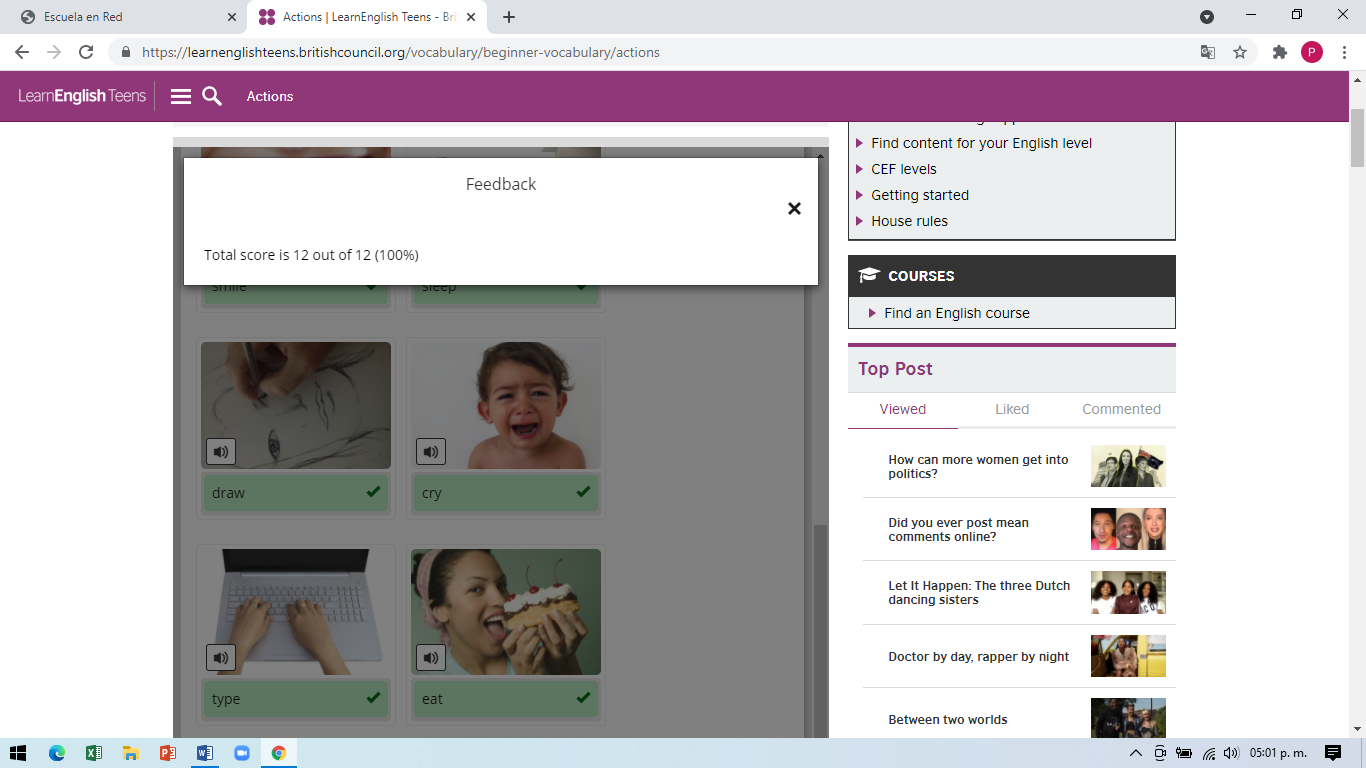 Escuela en Red
Actions | LearnEnglish Teens - Bri
https://learnenglishteens.britishcouncil.org/vocabulary/beginner-vocabulary/actions
P
LearnEnglish Teens
Actions
Feedback
Total score is 12 out of 12 (100%)
smile
sleep
draw
cry
type
eat
Find content for your English level
CEF levels
Getting started
House rules
COURSES
Find an English course
Top Post
Viewed
Liked
Commented
How can more women get into
politics?
Did you ever post mean
comments online?
Let It Happen: The three Dutch
dancing sisters
Doctor by day, rapper by night
Between two worlds
05:01 p. m.